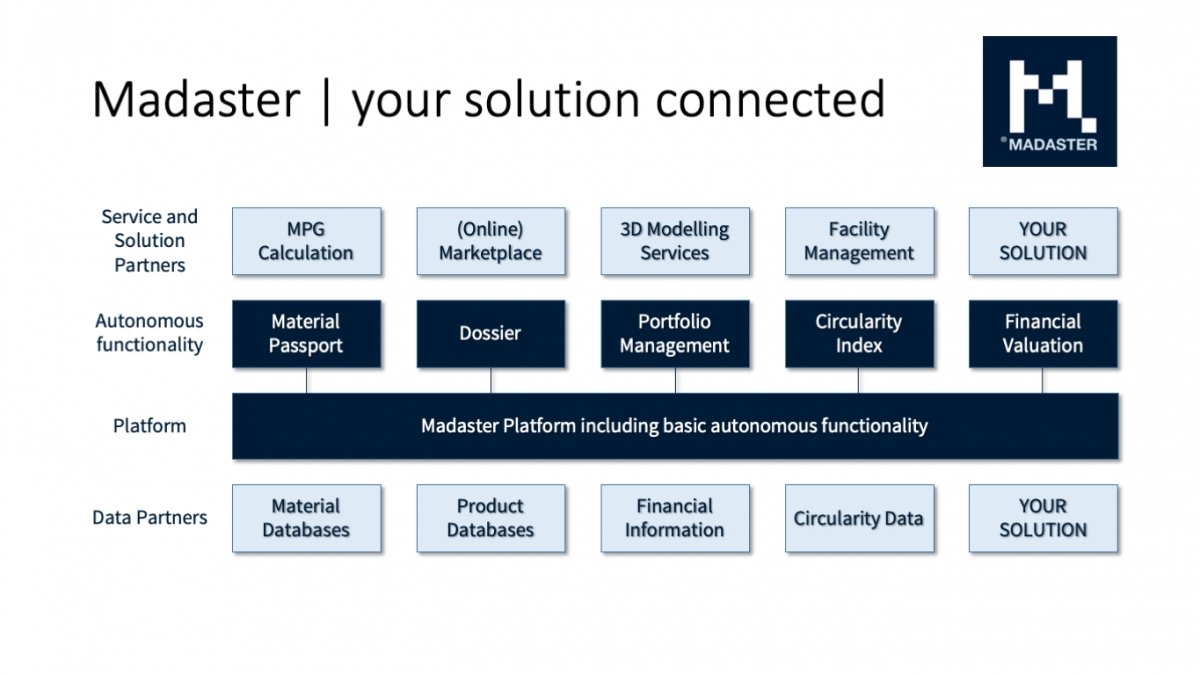 Madaster | your solution connected
® MADASTER
Service and
Solution
Partners
MPG
Calculation
(Online)
Marketplace
3D Modelling
Services
Facility
Management
YOUR
SOLUTION
Autonomous
functionality
Material
Passport
Dossier
Portfolio
Management
Circularity
Index
Financial
Valuation
Platform
Madaster Platform including basic autonomous functionality
Data Partners
Material
Databases
Product
Databases
Financial
Information
Circularity Data
YOUR
SOLUTION